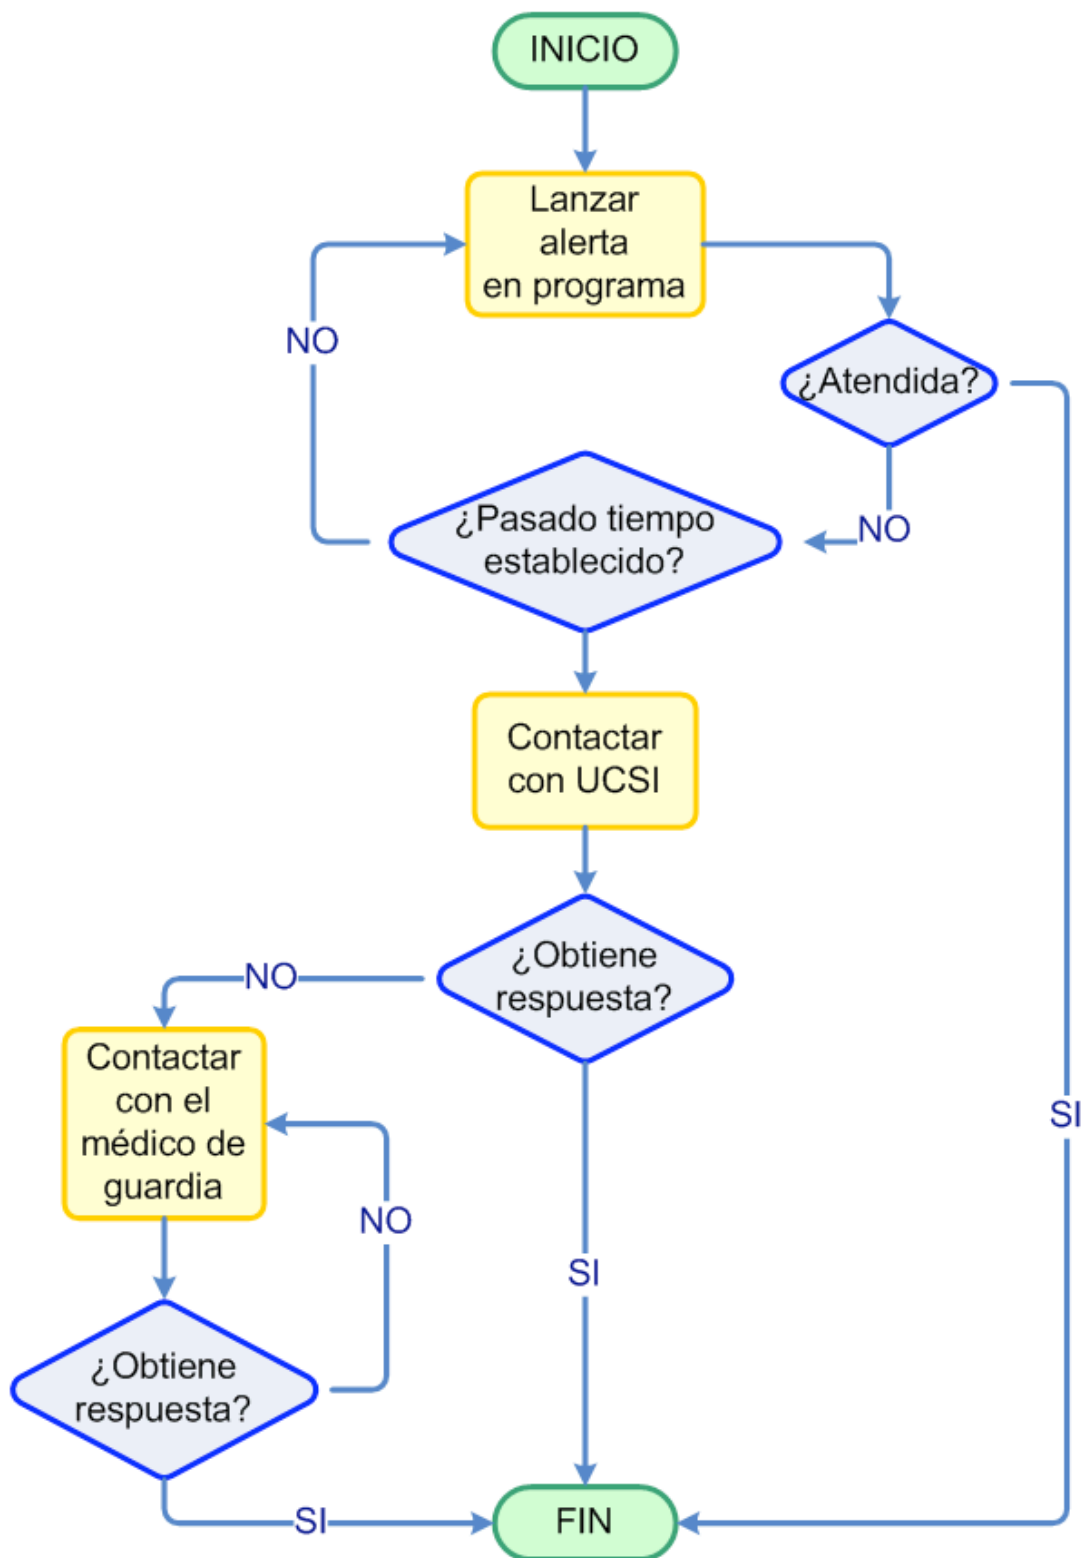 INICIO
Lanzar
alerta
en programa
NO
¿Atendida?
¿Pasado tiempo
establecido?
NO
Contactar
con UCSI
¿Obtiene
respuesta?
NO
Contactar
con el
médico de
guardia
SI
NO
SI
¿Obtiene
respuesta?
SI
FIN